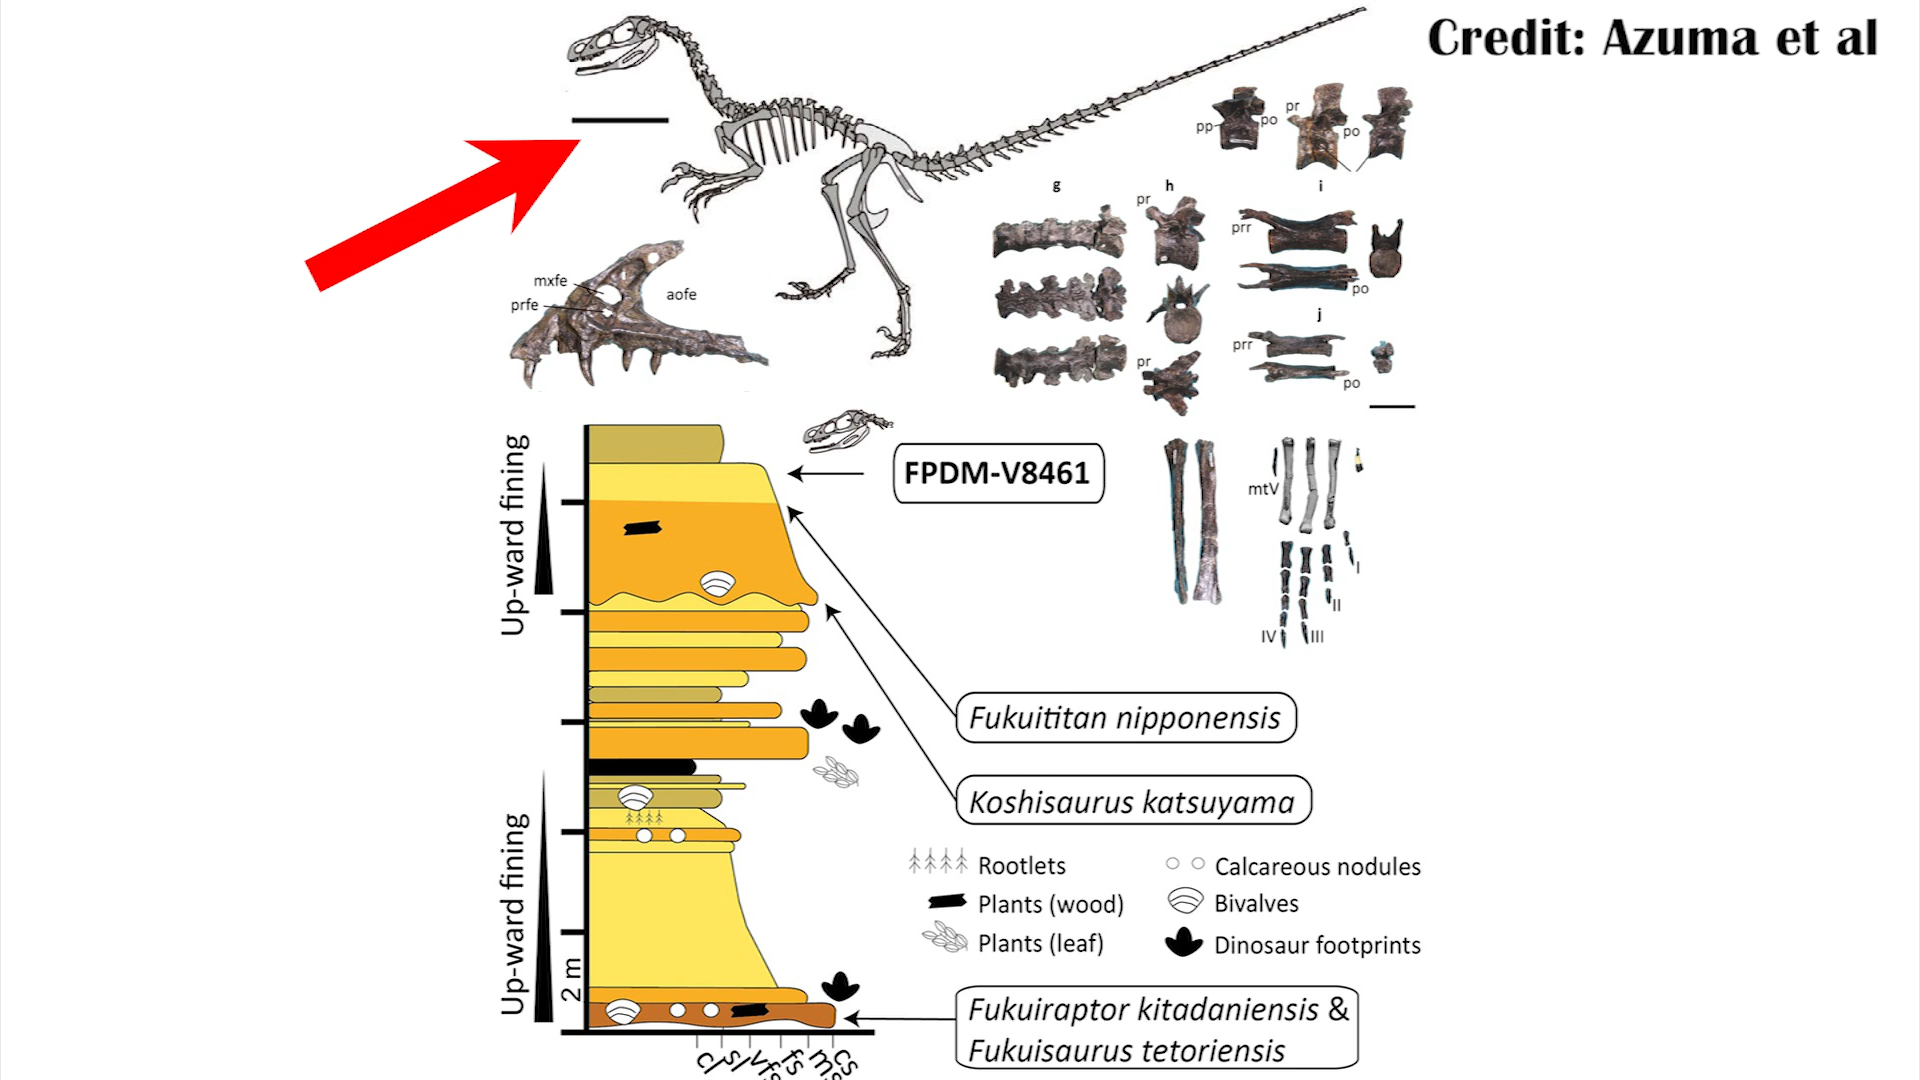 Credit: Azuma et al
pr
pp
po
po
g
h
i
pr
prr
po
mxfe
aofe
prfe
j
prr
pr
po
Up-ward fining
FPDM-V8461
mtV
I
II
IV
III
Fukuititan nipponensis
Koshisaurus katsuyama
Up-ward fining
Rootlets
Calcareous nodules
Plants (wood)
Bivalves
Plants (leaf)
Dinosaur footprints
2 m
Fukuiraptor kitadaniensis &
Fukuisaurus tetoriensis
cl
sl
vfs
fs
ms
cs